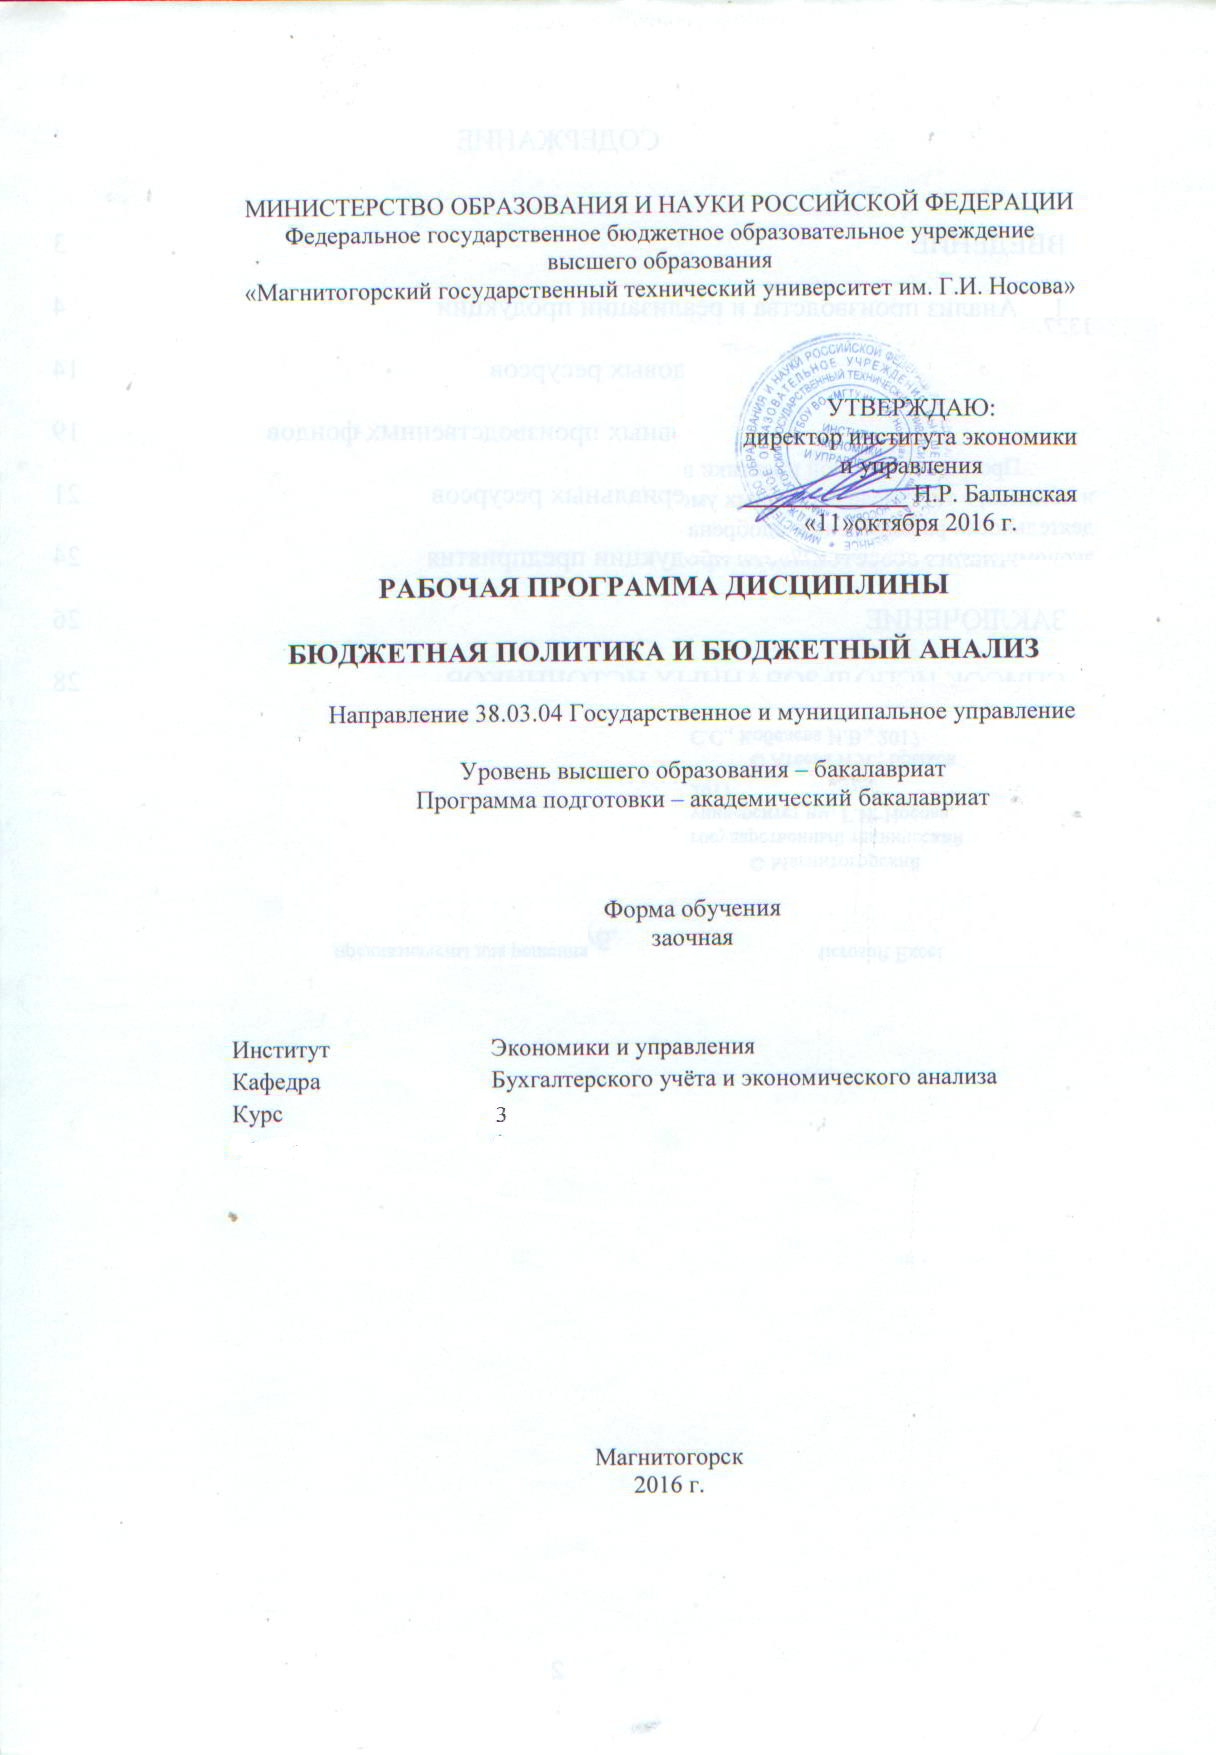 МИНИСТЕРСТВО ОБРАЗОВАНИЯ И НАУКИ РОССИЙСКОЙ ФЕДЕРАЦИИ
Федеральное государственное бюджетное образовательное учреждение
высшего образования
«Магнитогорский государственный технический университет им. Г.И. Носова»
УТВЕРЖДАЮ:
директор института экономики
и управления
Н.Р. Балынская
«11»октября 2016 г.
РАБОЧАЯ ПРОГРАММА ДИСЦИПЛИНЫ
БЮДЖЕТНАЯ ПОЛИТИКА И БЮДЖЕТНЫЙ АНАЛИЗ
Направление 38.03.04 Государственное и муниципальное управление
Уровень высшего образования – бакалавриат
Программа подготовки – академический бакалавриат
Форма обучения
заочная
Институт Экономики и управления
Кафедра Бухгалтерского учёта и экономического анализа
Курс 3
Магнитогорск
2016 г.